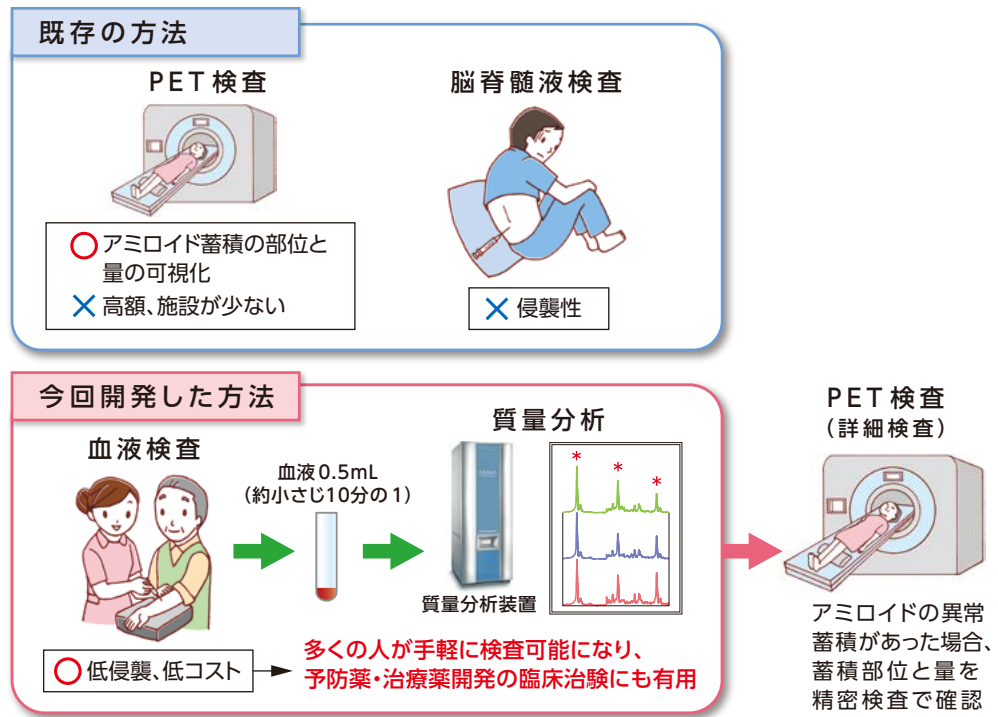 既存の方法
PET検査
○アミロイド蓄積の部位と
量の可視化
×高額、施設が少ない
脳脊髄液検査
×侵襲性
今回開発した方法
血液検査
○低侵襲、低コスト
血液0.5mL
（約小さじ10分の1）
質量分析
*
*
*
質量分析装置
多くの人が手軽に検査可能になり、
予防薬・治療薬開発の臨床治験にも有用
PET検査
（詳細検査）
アミロイドの異常
蓄積があった場合、
蓄積部位と量を
精密検査で確認